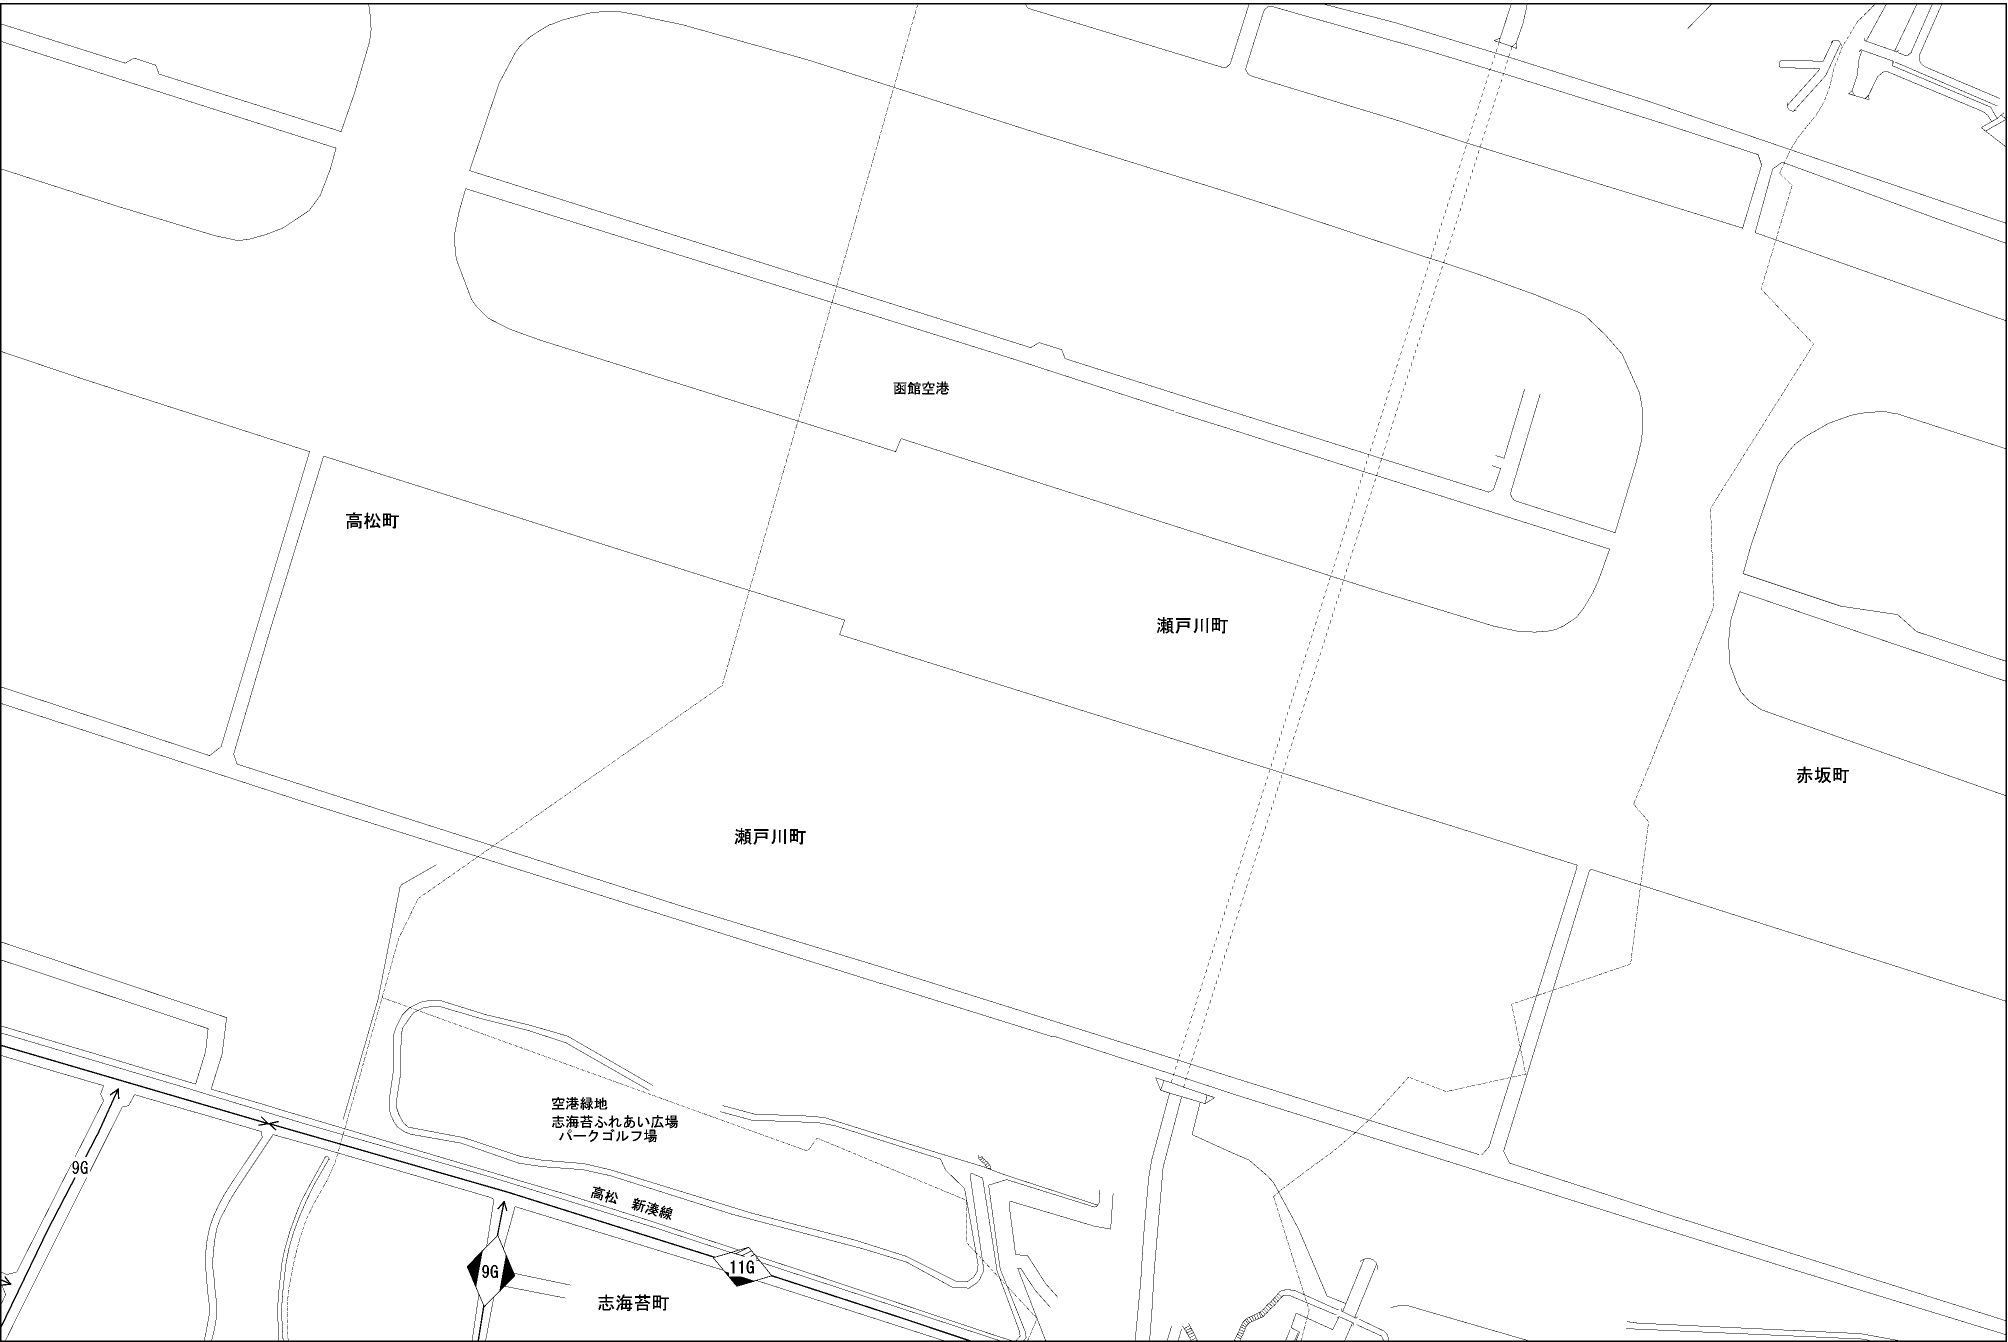 函館空港
高松町
瀬戸川町
赤坂町
瀬戸川町
空港緑地
志海苔ふれあい広場
パークゴルフ場
9G
高松　新湊線
9G
11G
志海苔町